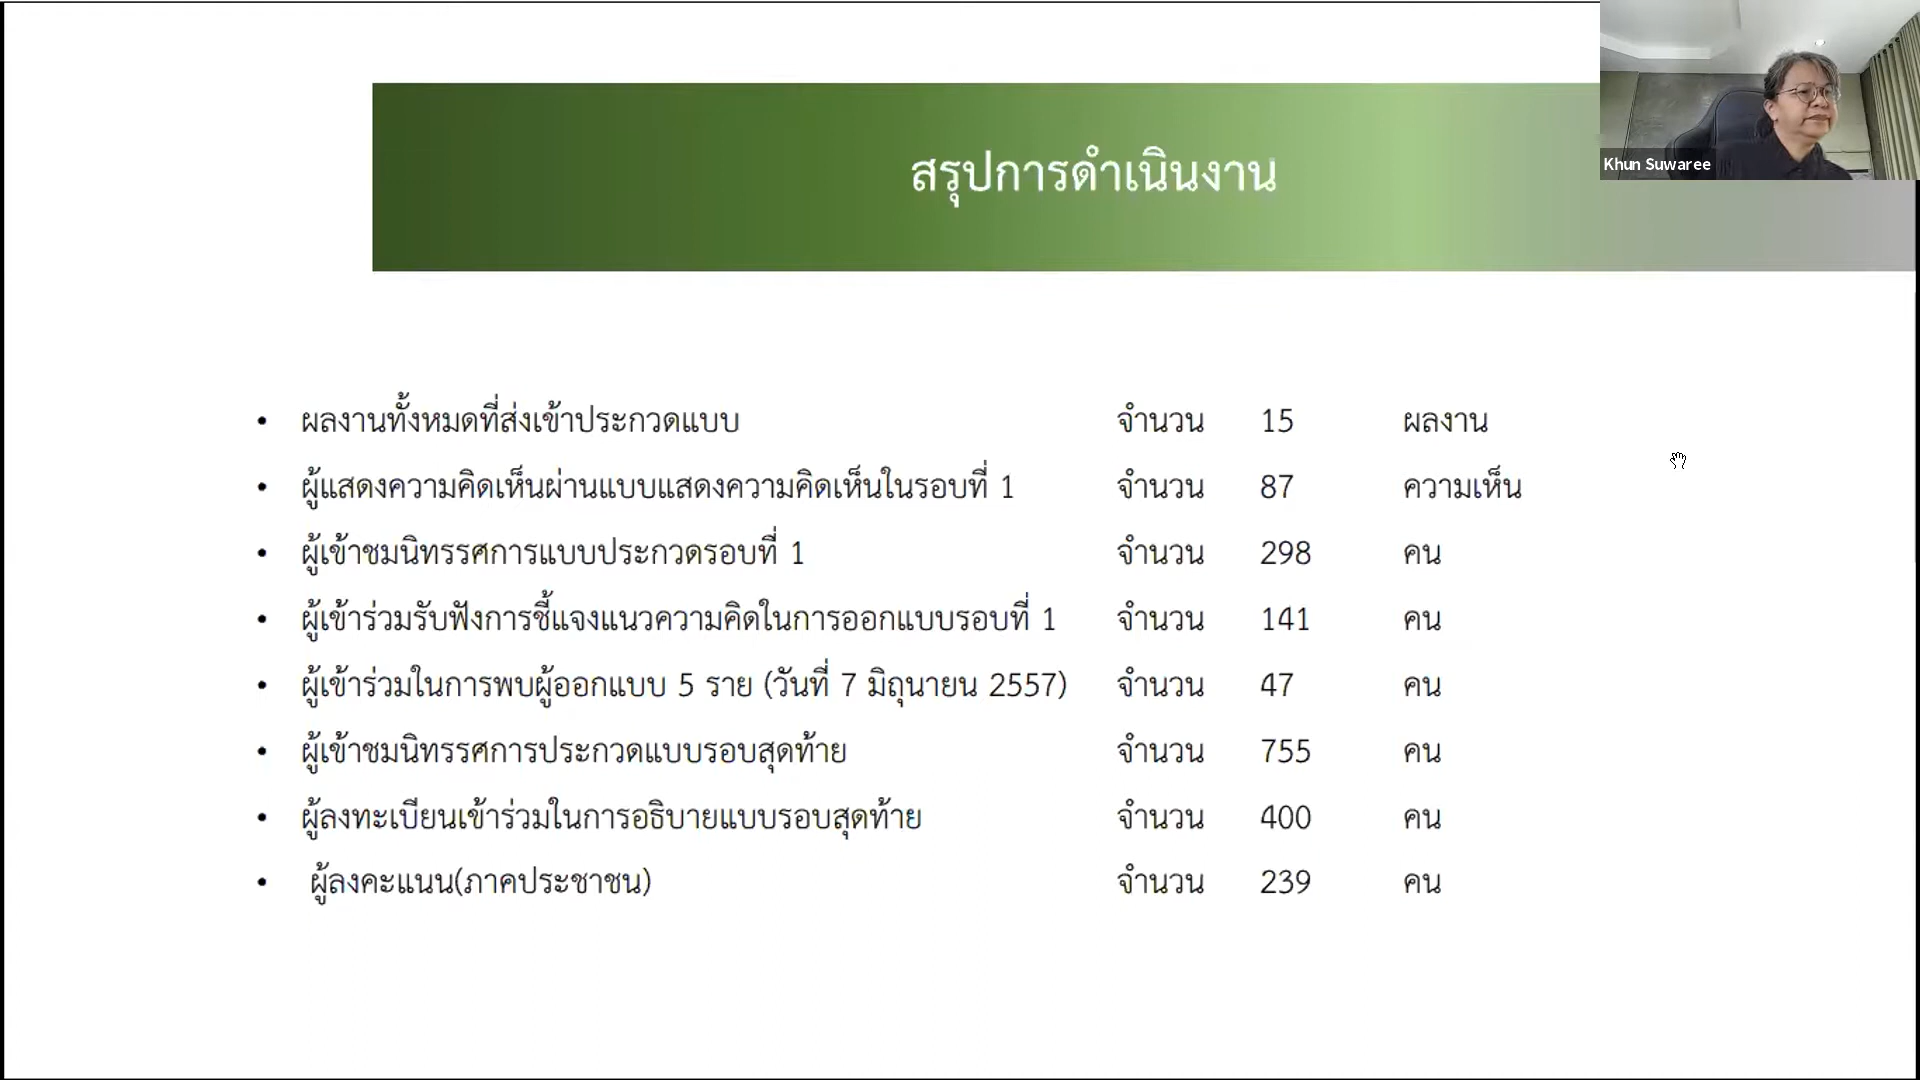 สรุปการดำเนินงาน
Khun Suwaree
• ผลงานทั้งหมดที่ส่งเข้าประกวดแบบ จำนวน 15 ผลงาน
• ผู้แสดงความคิดเห็นผ่านแบบแสดงความคิดเห็นในรอบที่ 1 จำนวน 87 ความเห็น
• ผู้เข้าชมนิทรรศการแบบประกวดรอบที่ 1 จำนวน 298 คน
• ผู้เข้าร่วมรับฟังการชี้แจงแนวความคิดในการออกแบบรอบที่ 1 จำนวน 141 คน
• ผู้เข้าร่วมในการพบผู้ออกแบบ 5 ราย (วันที่ 7 มิถุนายน 2557) จำนวน 47 คน
• ผู้เข้าชมนิทรรศการประกวดแบบรอบสุดท้าย จำนวน 755 คน
• ผู้ลงทะเบียนเข้าร่วมในการอธิบายแบบรอบสุดท้าย จำนวน 400 คน
• ผู้ลงคะแนน(ภาคประชาชน) จำนวน 239 คน